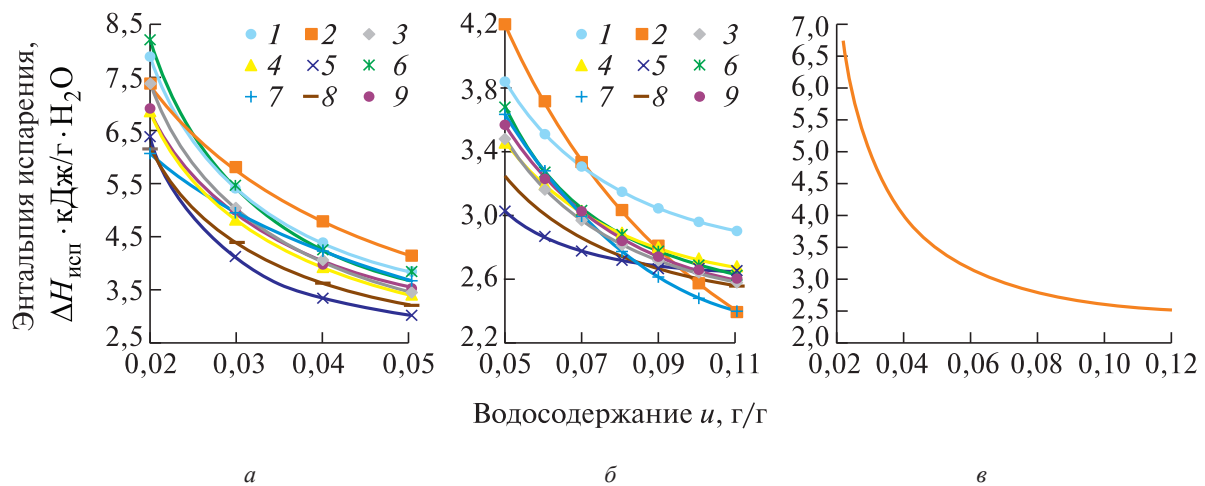 Энтальпия испарения,
ΔHисп · кДж/г · H2O
8,5
7,5
6,5
5,5
4,5
3,5
2,5
0,02 0,03 0,04 0,05
1 2 3
4 5 6
7 8 9
4,2
3,8
3,4
3,0
2,6
2,2
0,05 0,07 0,09 0,11
1 2 3
4 5 6
7 8 9
7,0
6,5
6,0
5,5
5,0
4,5
4,0
3,5
3,0
2,5
2,0
0,02 0,04 0,06 0,08 0,10 0,12
Водосодержание u, г/г
а б в